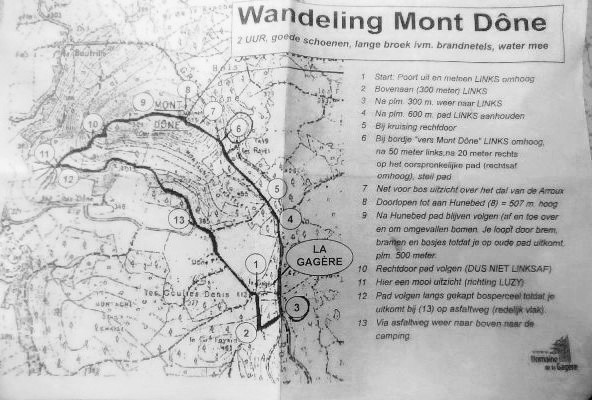 Wandeling Mont Dône
2 UUR, goede schoenen, lange broek ivm. brandnetels, water mee
1 Start: Poort uit en meteen LINKS omhoog
2 Bovenaan (300 meter) LINKS
3 Na plm. 300 m. weer naar LINKS
4 Na plm. 600 m. pad LINKS aanhouden
5 Bij kruising rechtdoor
6 Bij bordje "vers Mont Dône" LINKS omhoog,
na 50 meter links,na 20 meter rechts
op het oorspronkelijke pad (rechtsaf
omhoog), steil pad
7 Net voor bos uitzicht over het dal van de Arroux
8 Doorlopen tot aan Hunebed (8) = 507 m. hoog
9 Na Hunebed pad blijven volgen (af en toe over
en om omgevallen bomen. Je loopt door brem,
bramen en bosjes totdat je op oude pad uitkomt,
plm. 500 meter.
10 Rechtdoor pad volgen (DUS NIET LINKSAF)
11 Hier een mooi uitzicht (richting LUZY)
12 Pad volgen langs gekapt bosperceel totdat je
uitkomt bij (13) op asfaltweg (redelijk vlak).
13 Via asfaltweg weer naar boven naar de
camping.
Domaine
de la Gagère
8
9
MONT
7
DÔNE
10
6
11
12
5
13
4
LA
GAGÈRE
1
les Goulles Denis
3
2